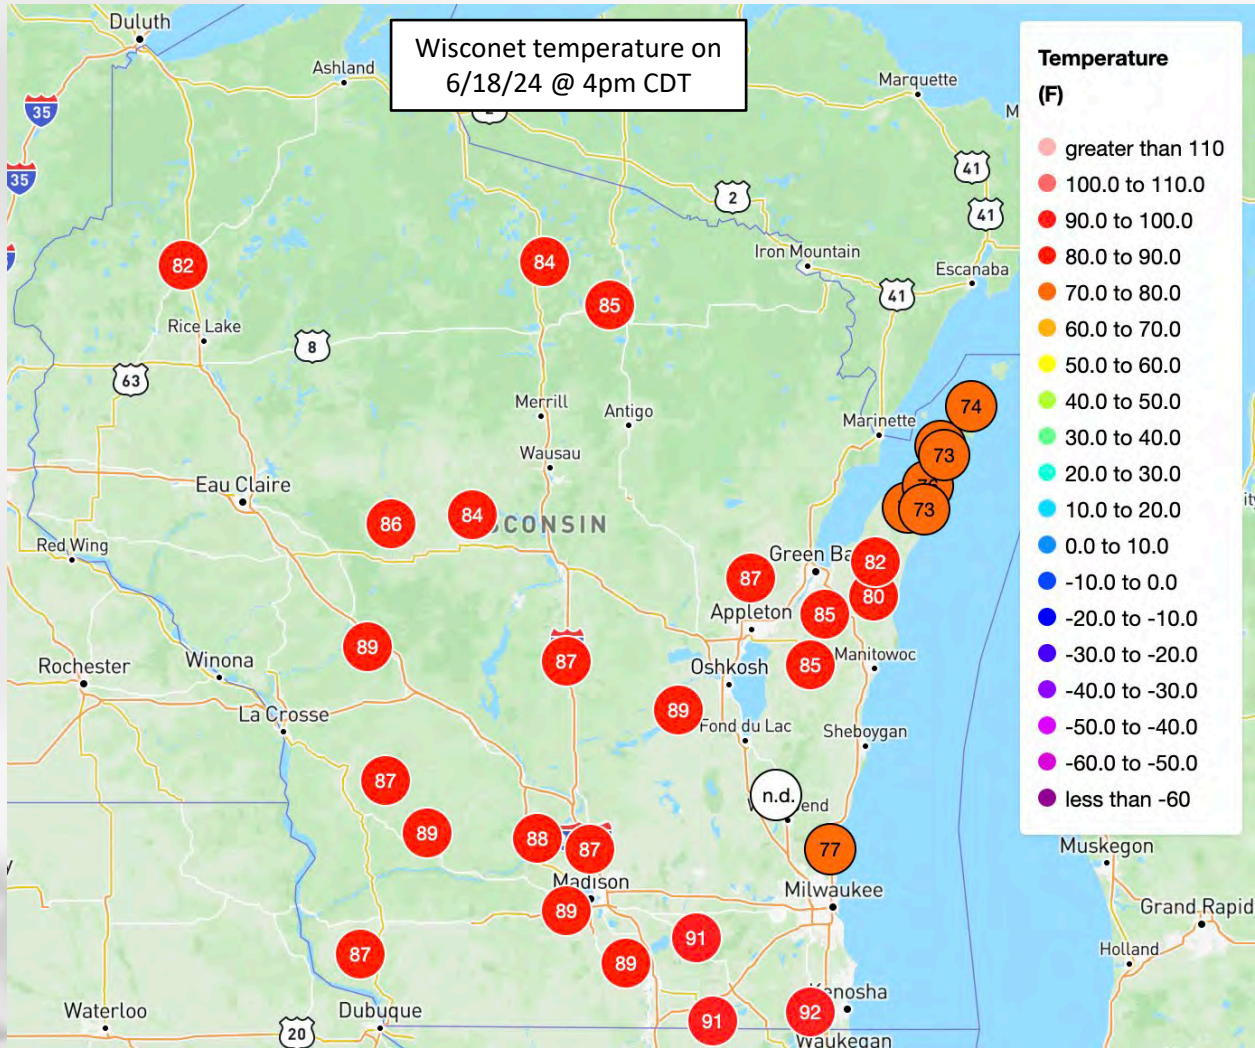 Duluth
Wisconet temperature on
6/18/24 @ 4pm CDT
Ashland
Marquette
35
M
35
41
2
41
Iron Mountain
Escanaba
41
82
84
85
Rice Lake
8
63
Merrill
Antigo
Marinette
74
73
Wausau
Eau Claire
73
86
84
CONSIN
Red Wing
Green Ba
82
87
80
Appleton
85
89
87
Oshkosh
85
Manitowoc
Rochester
Winona
La Crosse
89
Fond du Lac
Sheboygan
87
n.d.
end
89
88
87
77
Madison
Milwaukee
89
91
87
89
Kenosha
92
91
Waukegan
Waterloo
Dubuque
20
Muskegon
Grand Rapid
Holland
Temperature
(F)
greater than 110
100.0 to 110.0
90.0 to 100.0
80.0 to 90.0
70.0 to 80.0
60.0 to 70.0
50.0 to 60.0
40.0 to 50.0
30.0 to 40.0
20.0 to 30.0
10.0 to 20.0
0.0 to 10.0
-10.0 to 0.0
-20.0 to -10.0
-30.0 to -20.0
-40.0 to -30.0
-50.0 to -40.0
-60.0 to -50.0
less than -60